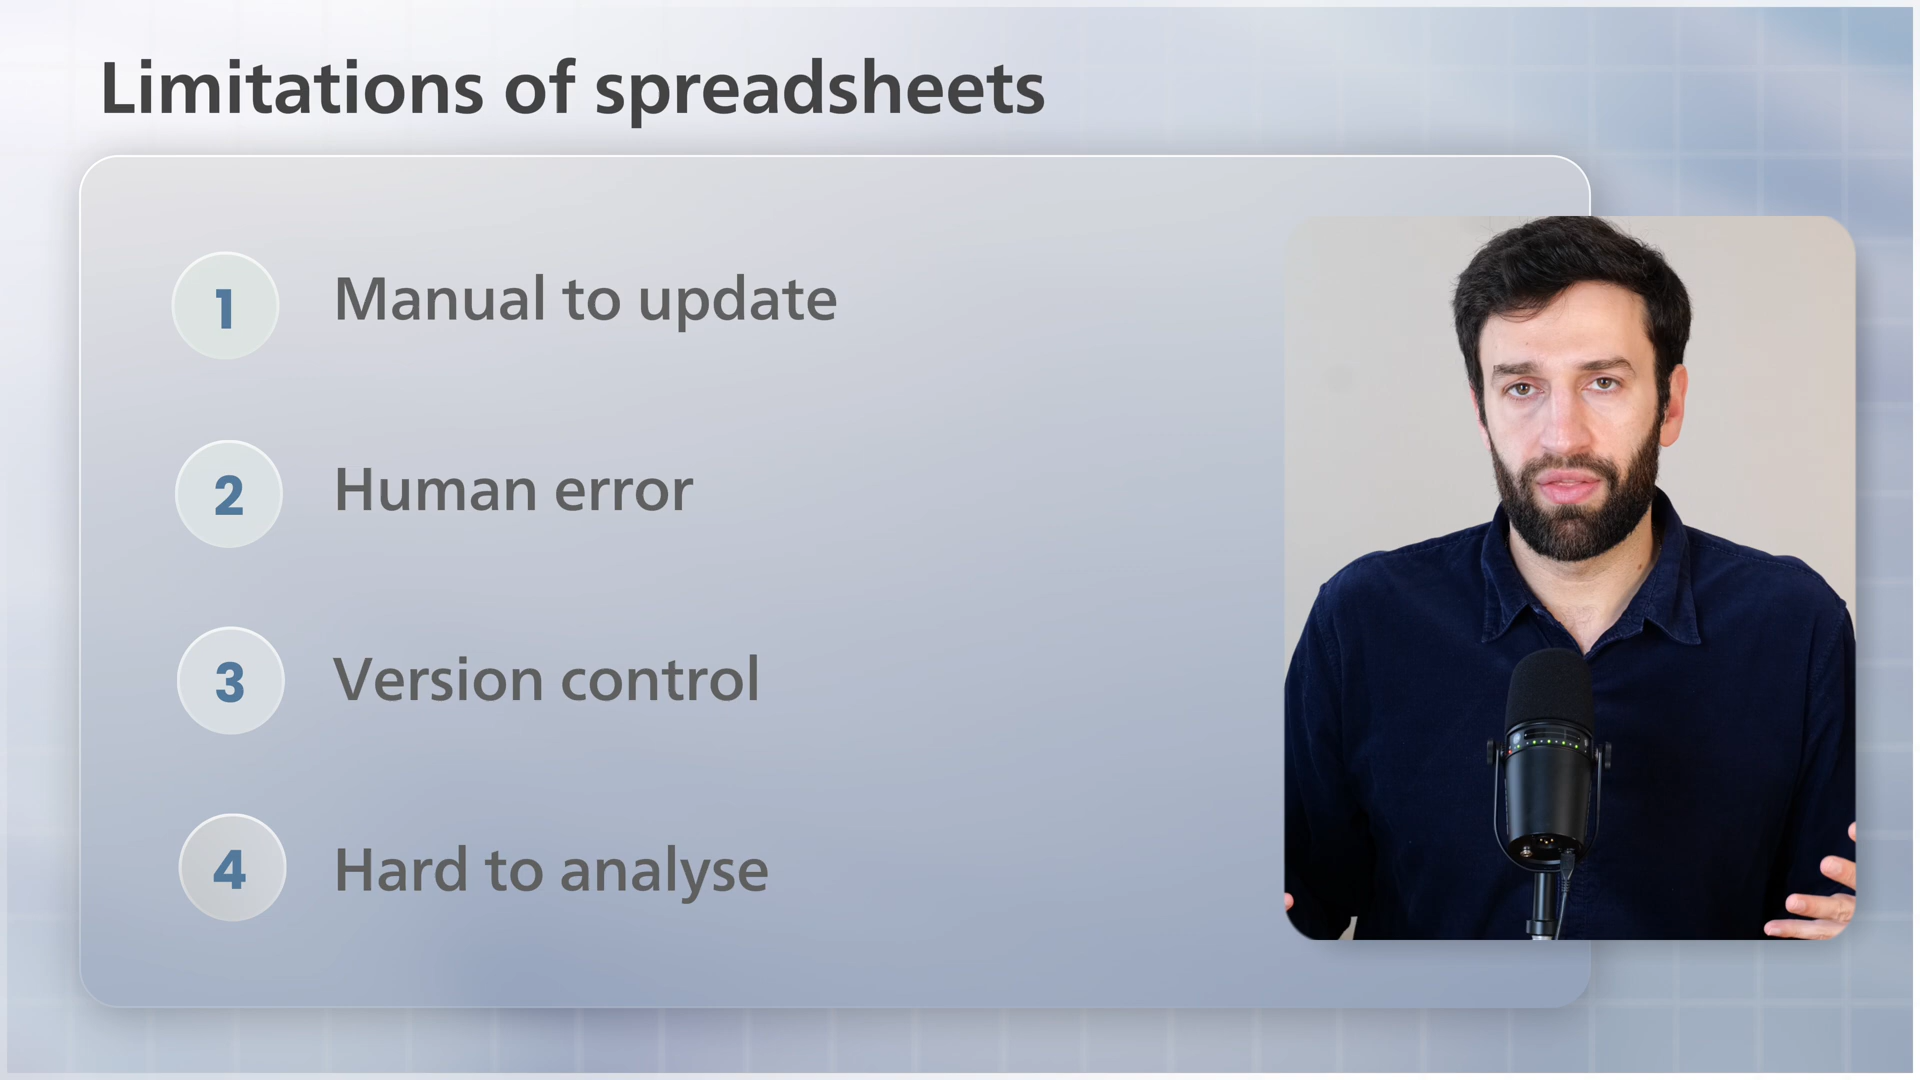 Limitations of spreadsheets
1 Manual to update
2 Human error
3 Version control
4 Hard to analyse